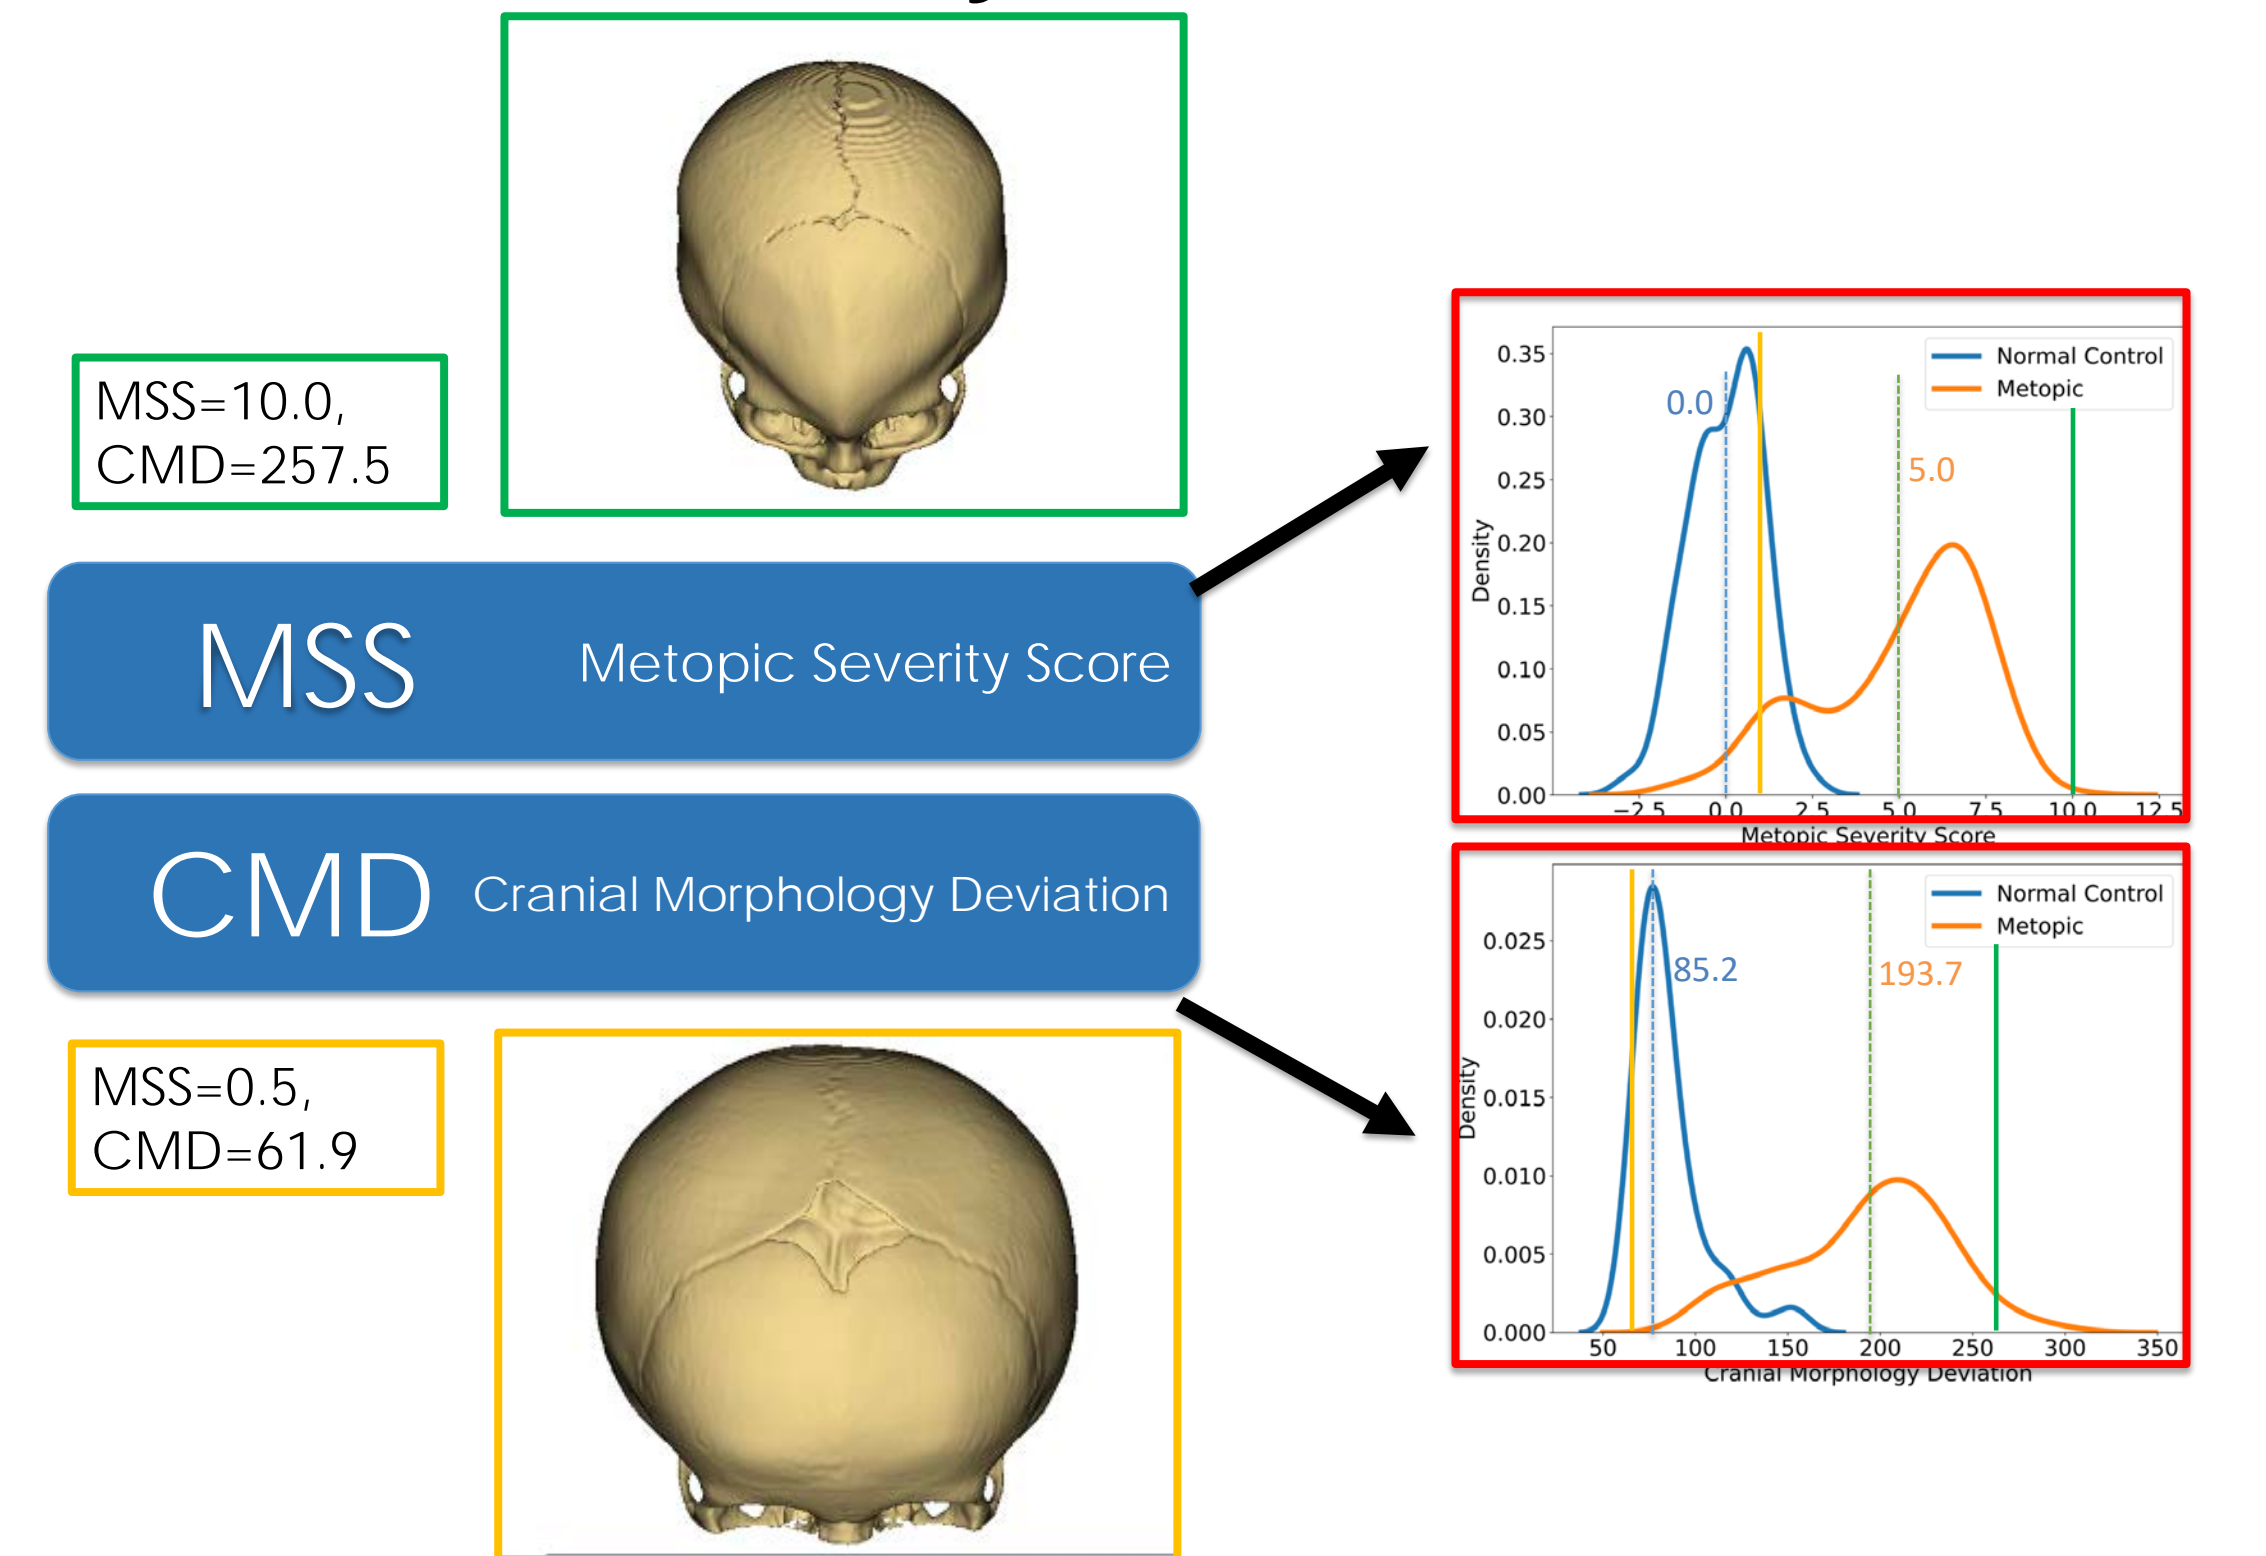 MSS=10.0,
CMD=257.5
MSS Metopic Severity Score
CMD Cranial Morphology Deviation
MSS=0.5,
CMD=61.9
Normal Control
Metopic
0.0
5.0
0.35
0.30
0.25
0.20
0.15
0.10
0.05
0.00
Density
−2.5 0.0 2.5 5.0 7.5 10.0 12.5
Metopic Severity Score
Normal Control
Metopic
85.2
193.7
0.025
0.020
0.015
0.010
0.005
0.000
Density
50 100 150 200 250 300 350
Cranial Morphology Deviation